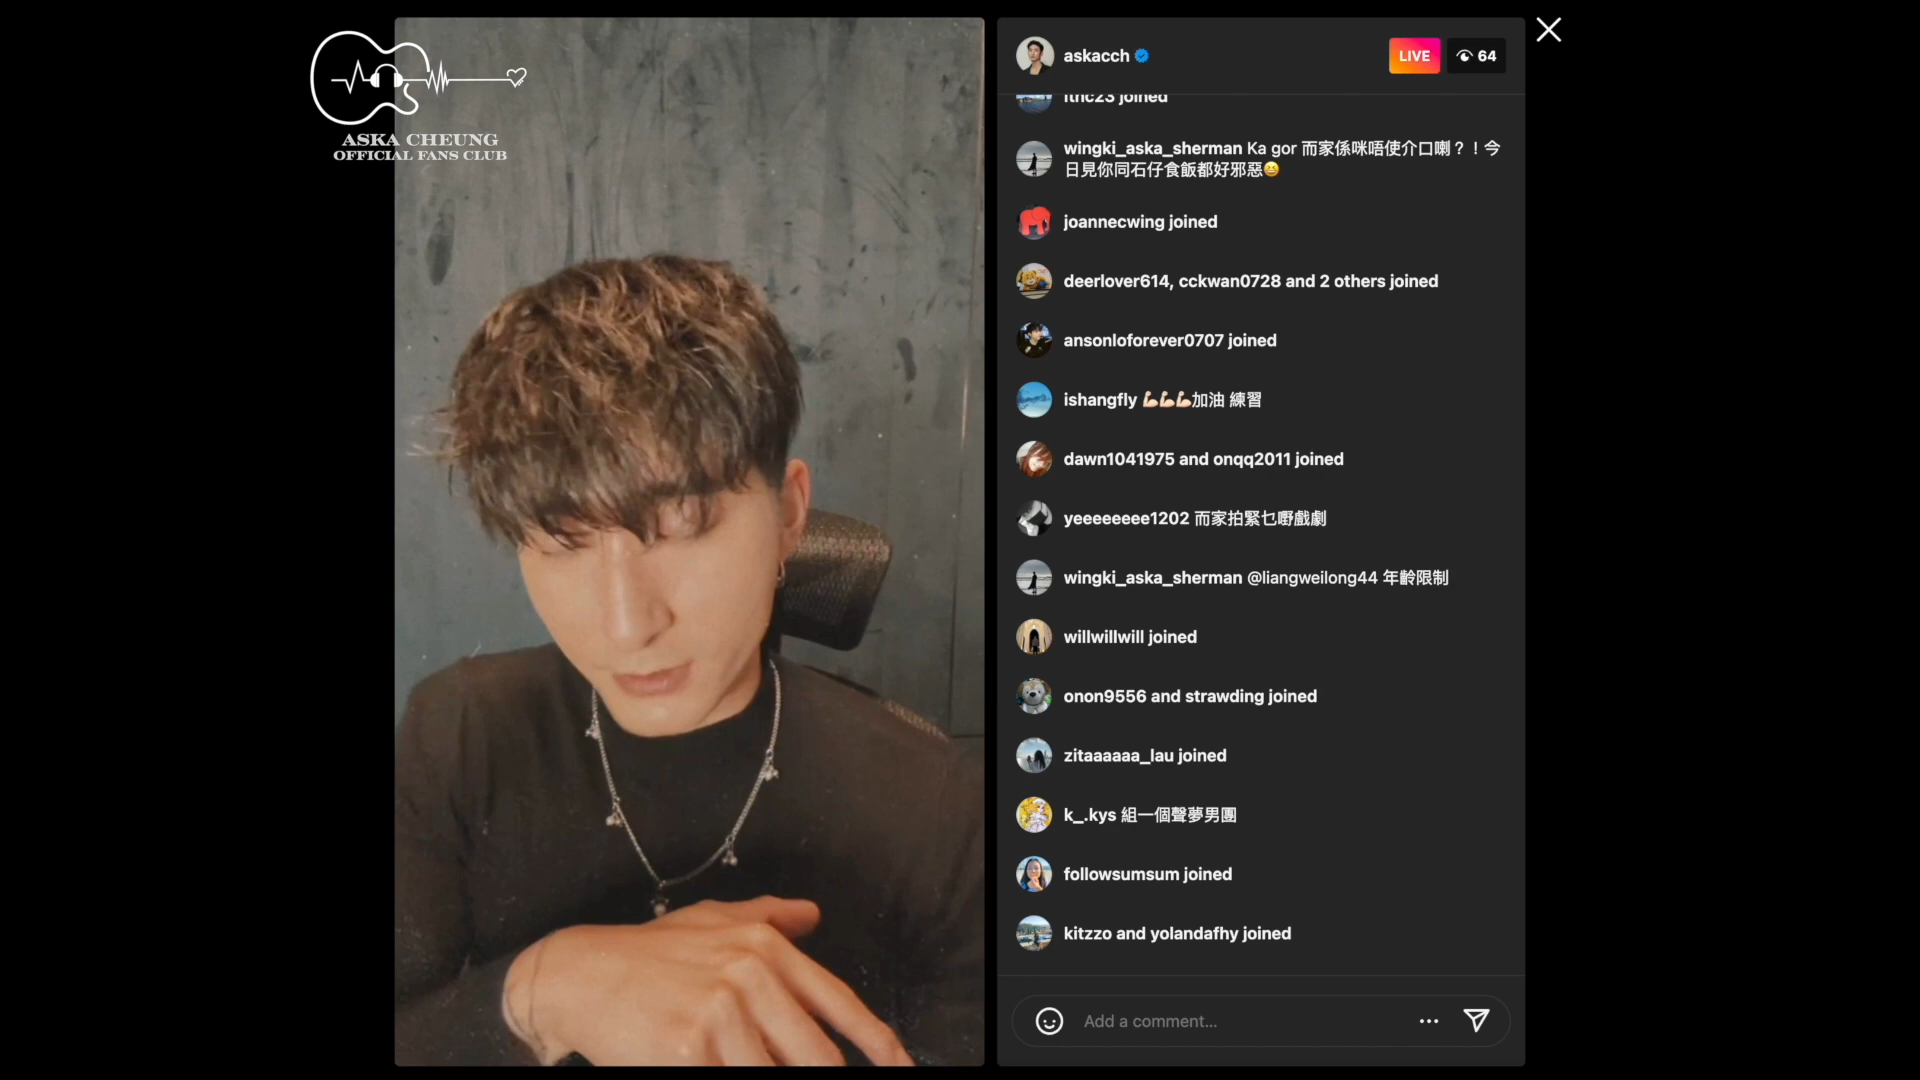 ASKA CHEUNG
OFFICIAL FANS CLUB
askacch
LIVE
64
ithc23 joined
wingki_aska_sherman Ka gor 而家係咪唔使介口喇？！今
日見你同石仔食飯都好邪惡😆
joannecwing joined
deerlover614, cckwan0728 and 2 others joined
ansonloforever0707 joined
ishangfly 💪🏻💪🏻💪🏻加油 練習
dawn1041975 and onqq2011 joined
yeeeeeeee1202 而家拍緊乜嘢戲劇
wingki_aska_sherman @liangweilong44 年齡限制
willwillwill joined
onon9556 and strawding joined
zitaaaaaa_lau joined
k_.kys 組一個聲夢男團
followsumsum joined
kitzzo and yolandafhy joined
Add a comment...